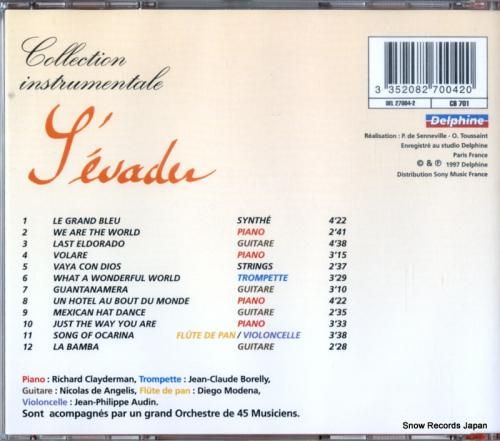 Collection
instrumentale
S'évader
3 352082 700420
DEL 27004-2 CB 701
Delphine
Réalisation : P. de Senneville - O. Toussaint
Enregistré au studio Delphine
Paris France
© & ℗ 1997 Delphine
Distribution Sony Music France
1 LE GRAND BLEU SYNTHÉ 4'22
2 WE ARE THE WORLD PIANO 2'41
3 LAST ELDORADO GUITARE 4'38
4 VOLARE PIANO 3'15
5 VAYA CON DIOS STRINGS 2'37
6 WHAT A WONDERFUL WORLD TROMPETTE 3'29
7 GUANTANAMERA GUITARE 3'10
8 UN HOTEL AU BOUT DU MONDE PIANO 4'22
9 MEXICAN HAT DANCE GUITARE 2'35
10 JUST THE WAY YOU ARE PIANO 3'33
11 SONG OF OCARINA FLÛTE DE PAN / VIOLONCELLE 3'38
12 LA BAMBA GUITARE 2'28
Piano : Richard Clayderman, Trompette : Jean-Claude Borelly,
Guitare : Nicolas de Angelis, Flûte de pan : Diego Modena,
Violoncelle : Jean-Philippe Audin.
Sont acompagnés par un grand Orchestre de 45 Musiciens.
Snow Records Japan